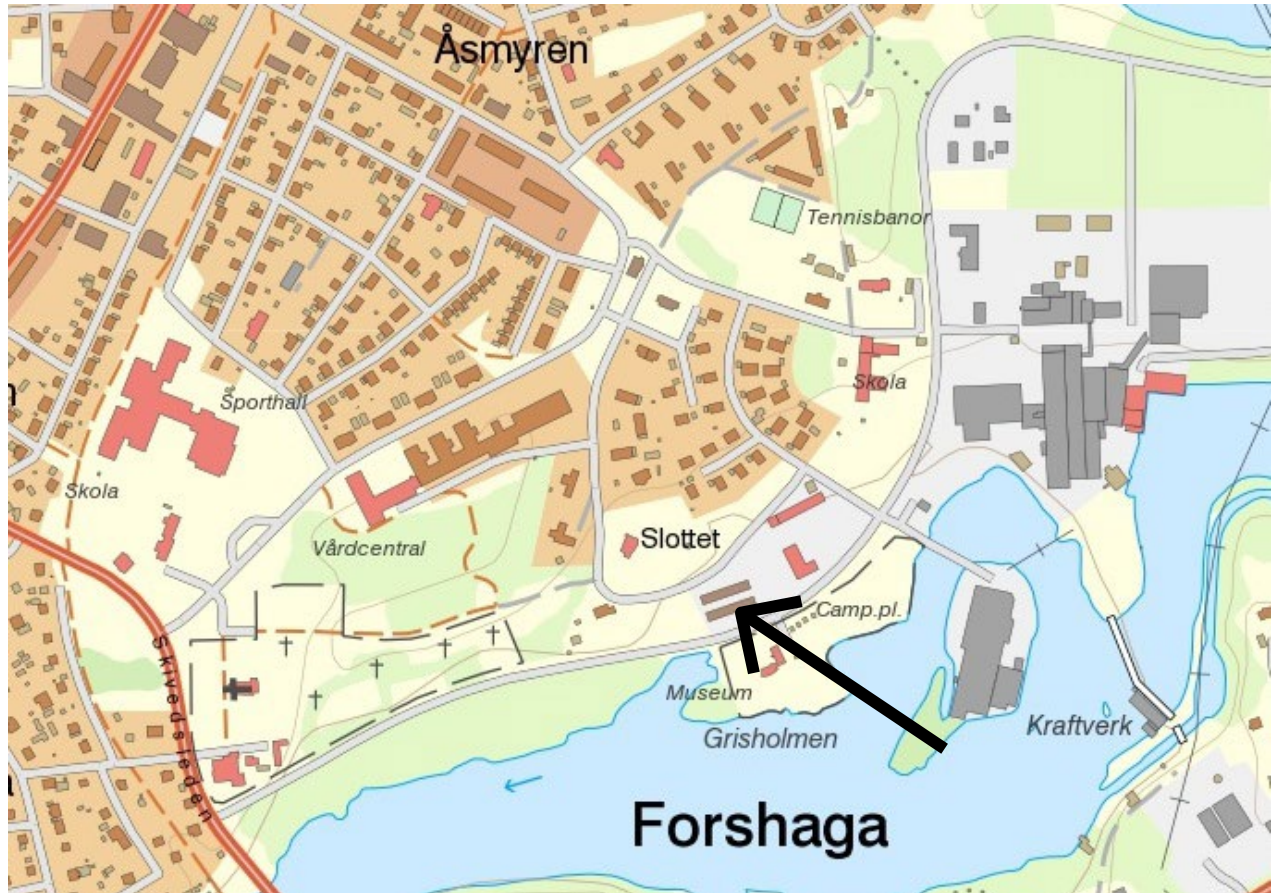 Åsmyren
Tennisbanor
Skola
Sporthall
Skola
Vårdcentral
Slottet
Camp.pl.
Skivedsleden
Museum
Grisholmen
Kraftverk
Forshaga